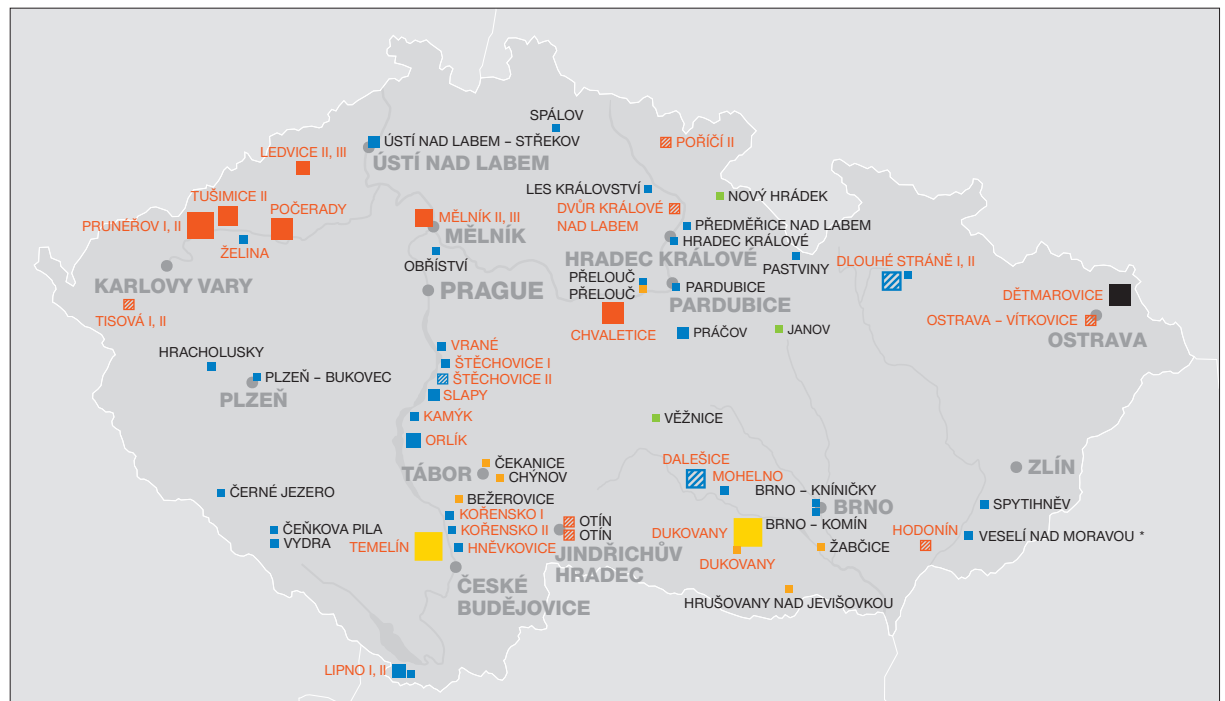 SPÁLOV
ÚSTÍ NAD LABEM – STŘEKOV
ÚSTÍ NAD LABEM
POŘÍČÍ II
LEDVICE II, III
TUŠIMICE II
LES KRÁLOVSTVÍ
NOVÝ HRÁDEK
PRUNÉŘOV I, II
POČERADY
DVŮR KRÁLOVÉ
NAD LABEM
MĚLNÍK II, III
MĚLNÍK
PŘEDMĚŘICE NAD LABEM
HRADEC KRÁLOVÉ
ŽELINA
HRADEC KRÁLOVÉ
OBŘÍSTVÍ
PASTVINY
DLOUHÉ STRÁNĚ I, II
KARLOVY VARY
PŘELOUČ
PŘELOUČ
PARDUBICE
PARDUBICE
PRAGUE
DĚTMAROVICE
TISOVÁ I, II
CHVALETICE
OSTRAVA – VÍTKOVICE
OSTRAVA
PRÁČOV
JANOV
VRANÉ
HRACHOLUSKY
ŠTĚCHOVICE I
PLZEŇ – BUKOVEC
ŠTĚCHOVICE II
PLZEŇ
SLAPY
KAMÝK
VĚŽNICE
ORLÍK
DALEŠICE
ČEKANICE
TÁBOR
CHÝNOV
ZLÍN
MOHELNO
ČERNÉ JEZERO
BEŽEROVICE
BRNO – KNÍNIČKY
BRNO
SPYTIHNĚV
KOŘENSKO I
OTÍN
BRNO – KOMÍN
ČEŇKOVA PILA
KOŘENSKO II
OTÍN
DUKOVANY
HODONÍN
VESELÍ NAD MORAVOU *
VYDRA
TEMELÍN
HNĚVKOVICE
JINDŘICHŮV
HRADEC
DUKOVANY
ŽABČICE
ČESKÉ
BUDĚJOVICE
HRUŠOVANY NAD JEVIŠOVKOU
LIPNO I, II